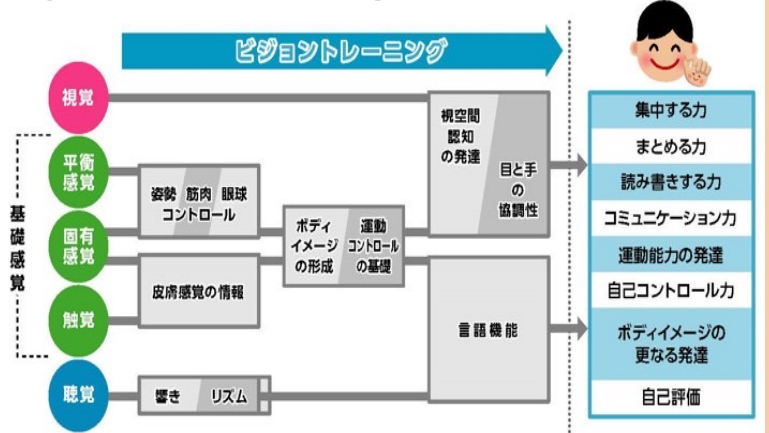 ビジョントレーニング
視覚
平衡
感覚
固有
感覚
触覚
聴覚
基礎感覚
姿勢 筋肉 眼球
コントロール
皮膚感覚の情報
響き リズム
ボディ
イメージ
の形成
運動
コントロール
の基礎
視空間
認知
の発達
目と手
の
協調性
言語機能
集中する力
まとめる力
読み書きする力
コミュニケーション力
運動能力の発達
自己コントロール力
ボディイメージの
更なる発達
自己評価